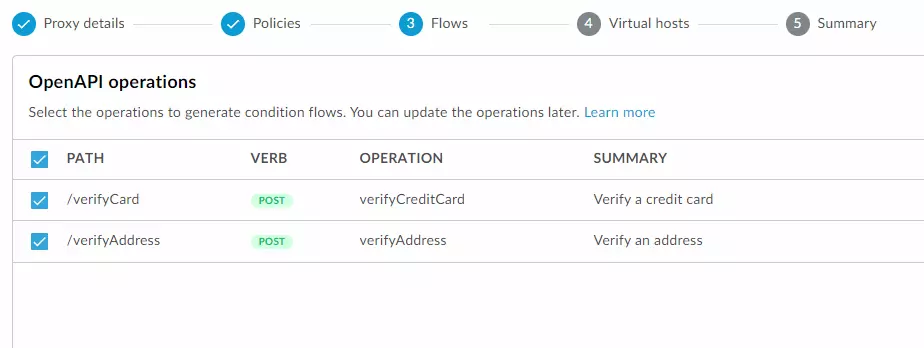 Proxy details Policies 3 Flows 4 Virtual hosts 5 Summary
OpenAPI operations
Select the operations to generate condition flows. You can update the operations later. Learn more
PATH VERB OPERATION SUMMARY
/verifyCard POST verifyCreditCard Verify a credit card
/verifyAddress POST verifyAddress Verify an address